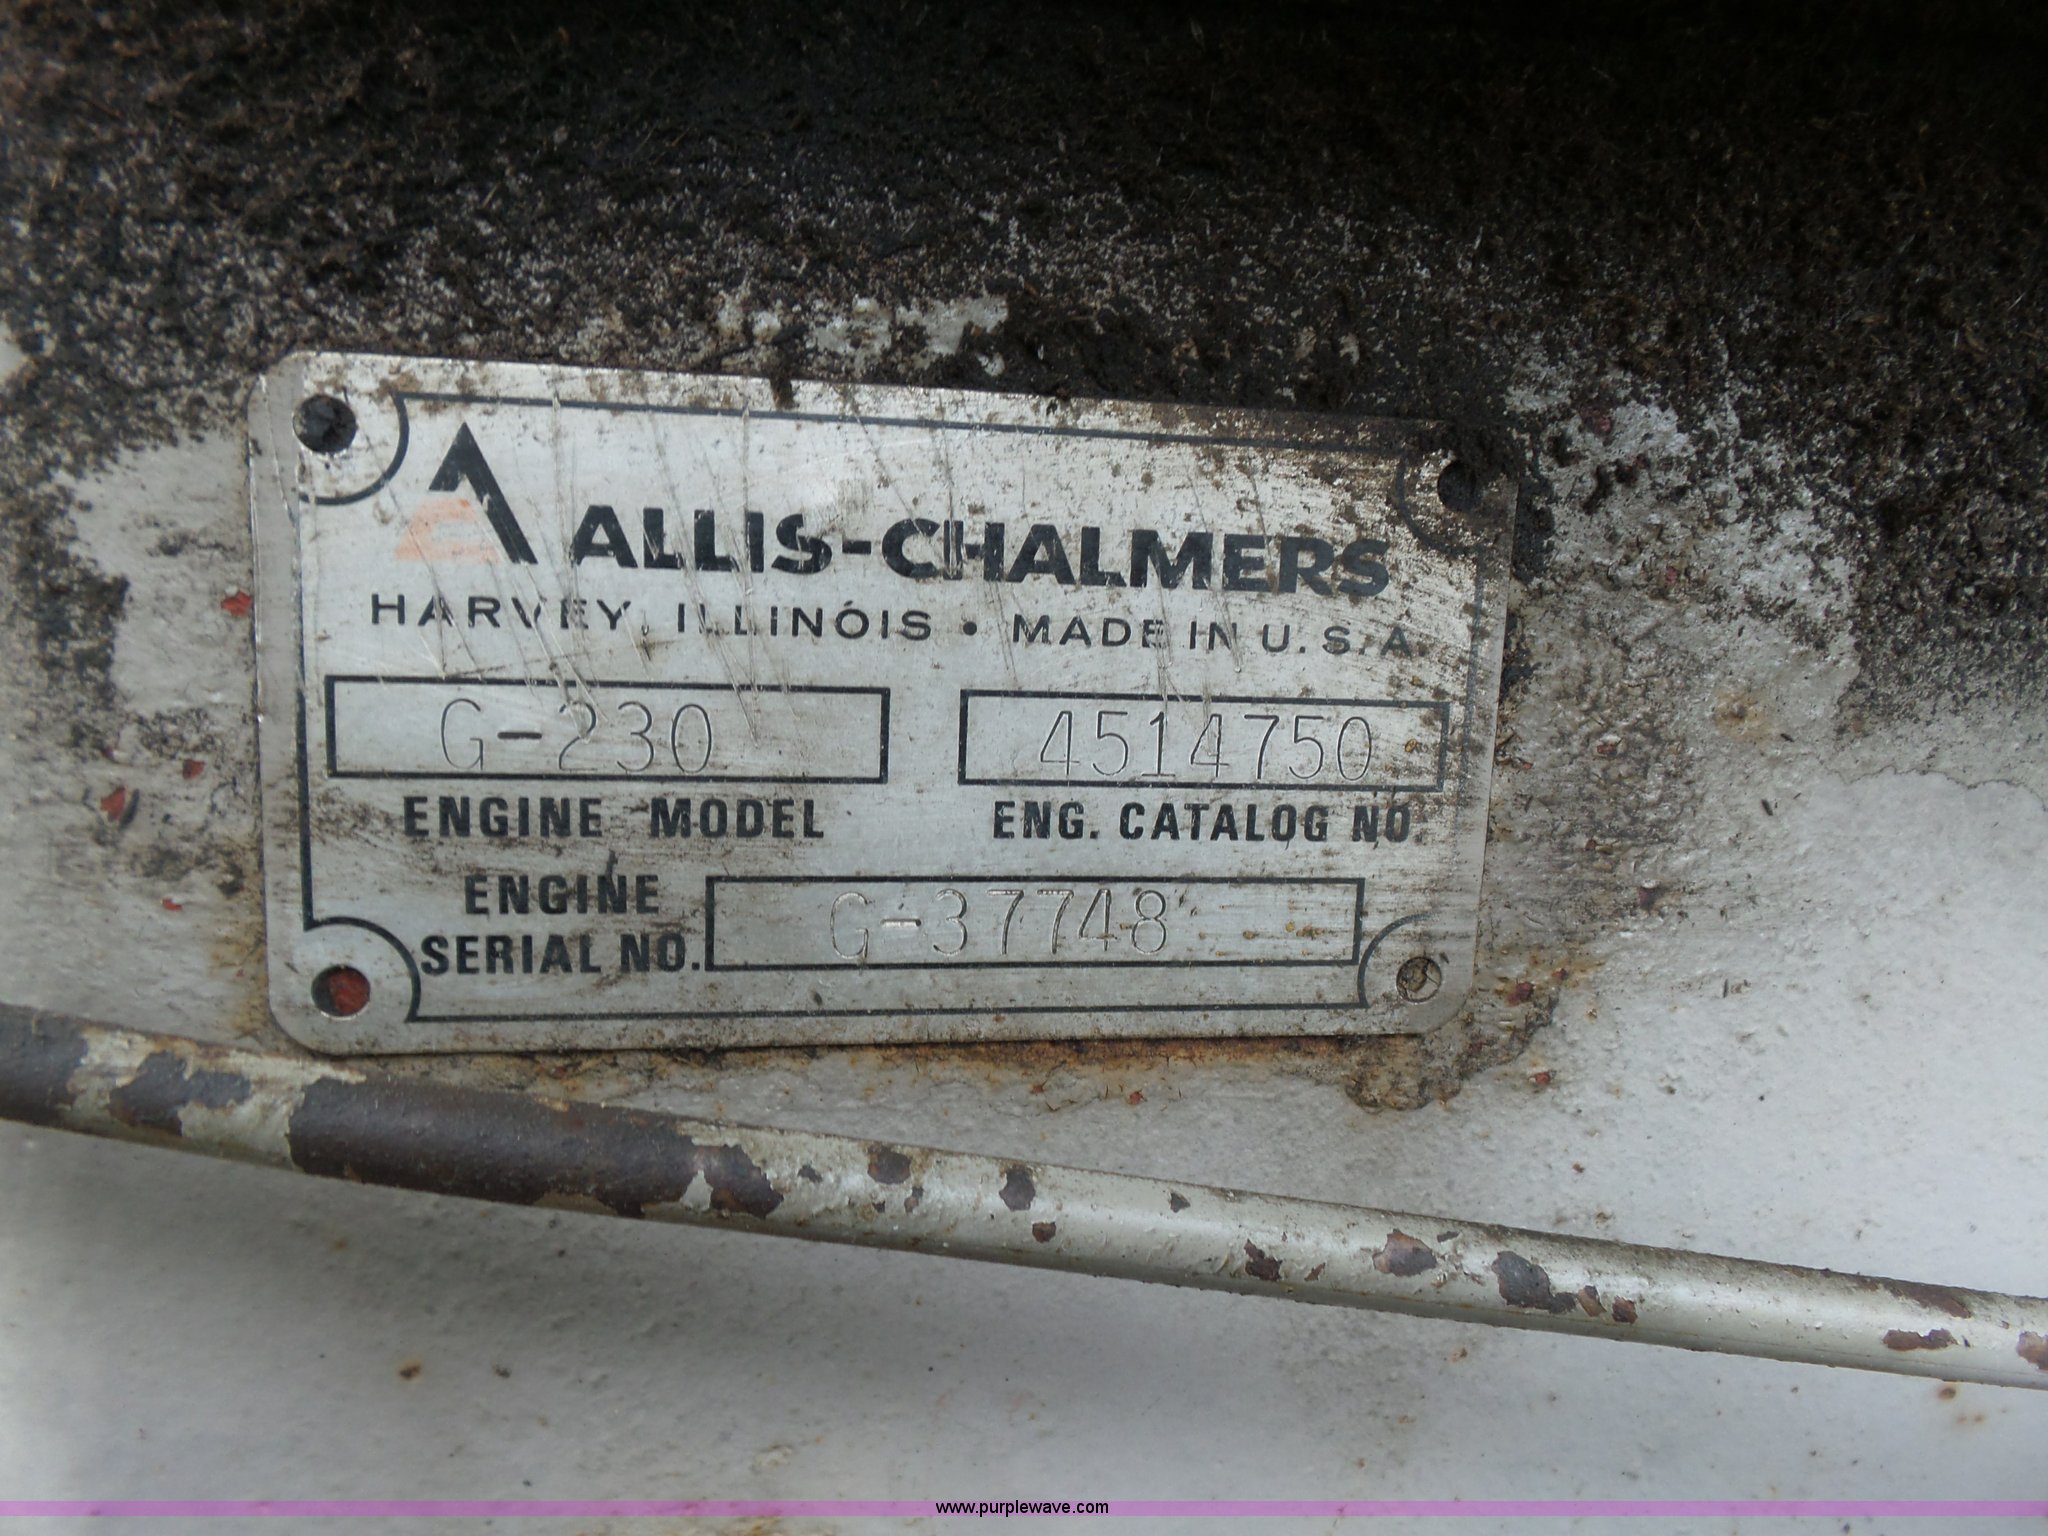 ALLIS-CHALMERS
HARVEY, ILLINOIS • MADE IN U.S.A.
G-230 4514750
ENGINE MODEL ENG. CATALOG NO.
ENGINE
SERIAL NO. G-37748
www.purplewave.com